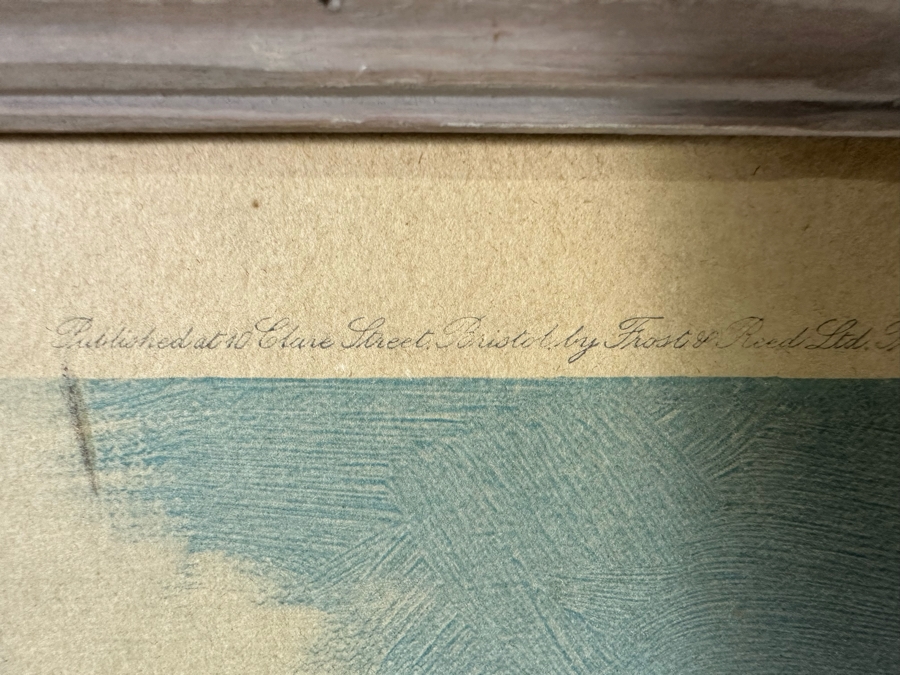 Published at 10 Clare Street, Bristol, by Frost & Reed Ltd.